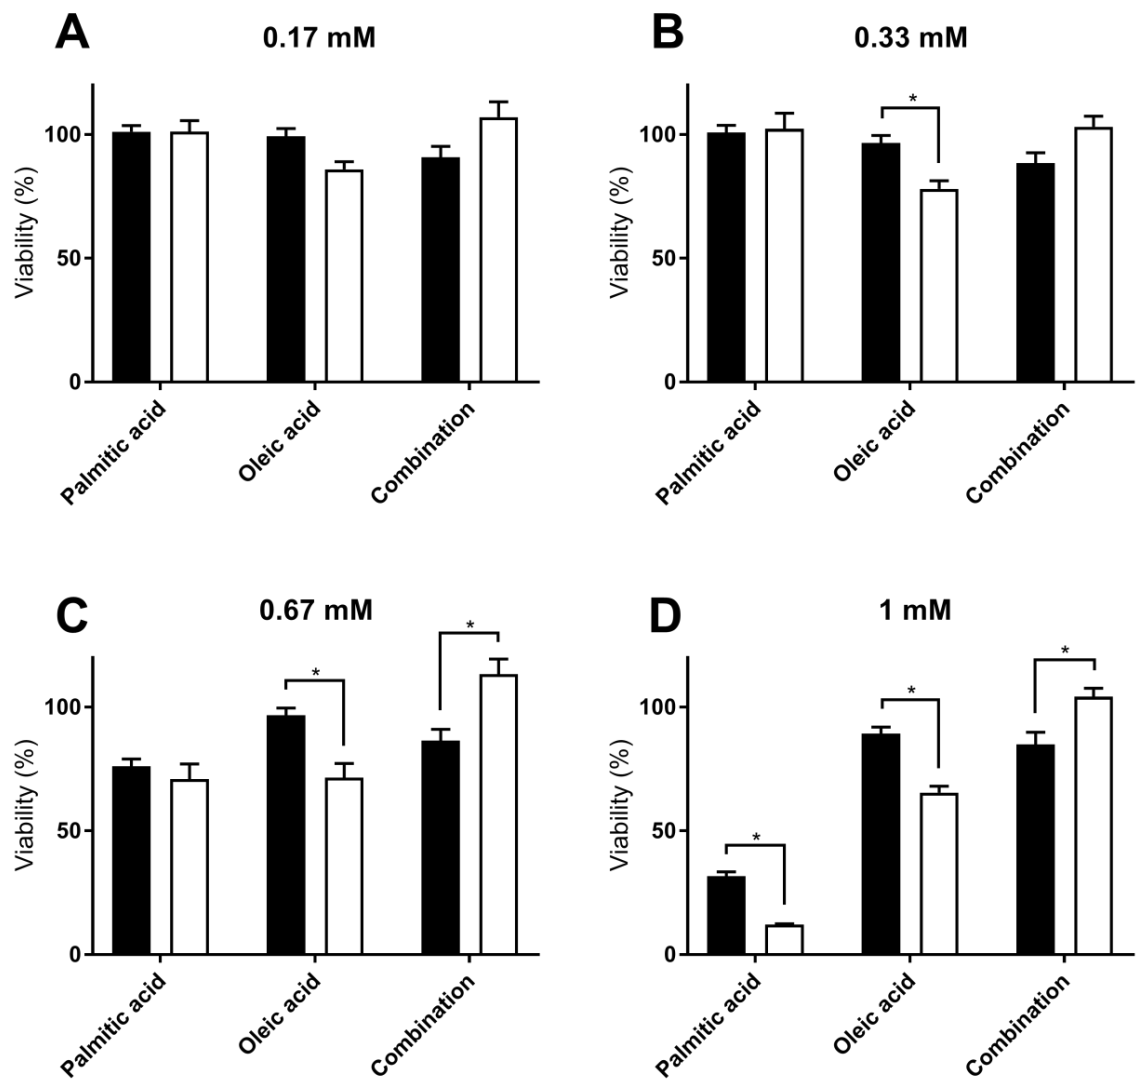 A
0.17 mM
Viability (%)
100
50
0
Palmitic acid
Oleic acid
Combination
B
0.33 mM
Viability (%)
100
50
0
*
Palmitic acid
Oleic acid
Combination
C
0.67 mM
Viability (%)
100
50
0
*
*
Palmitic acid
Oleic acid
Combination
D
1 mM
Viability (%)
100
50
0
*
*
*
Palmitic acid
Oleic acid
Combination